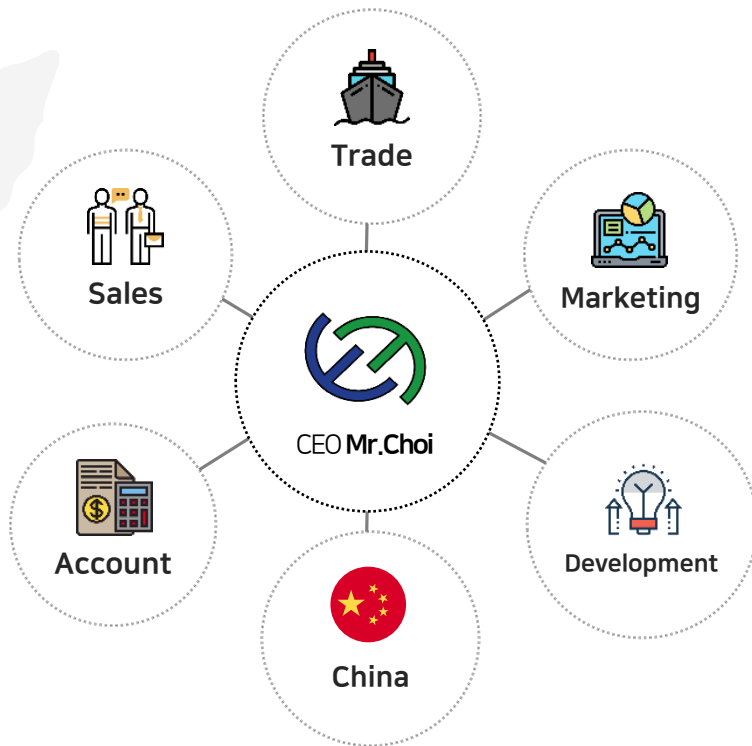 Trade
Sales
Marketing
CEO Mr.Choi
Account
Development
China